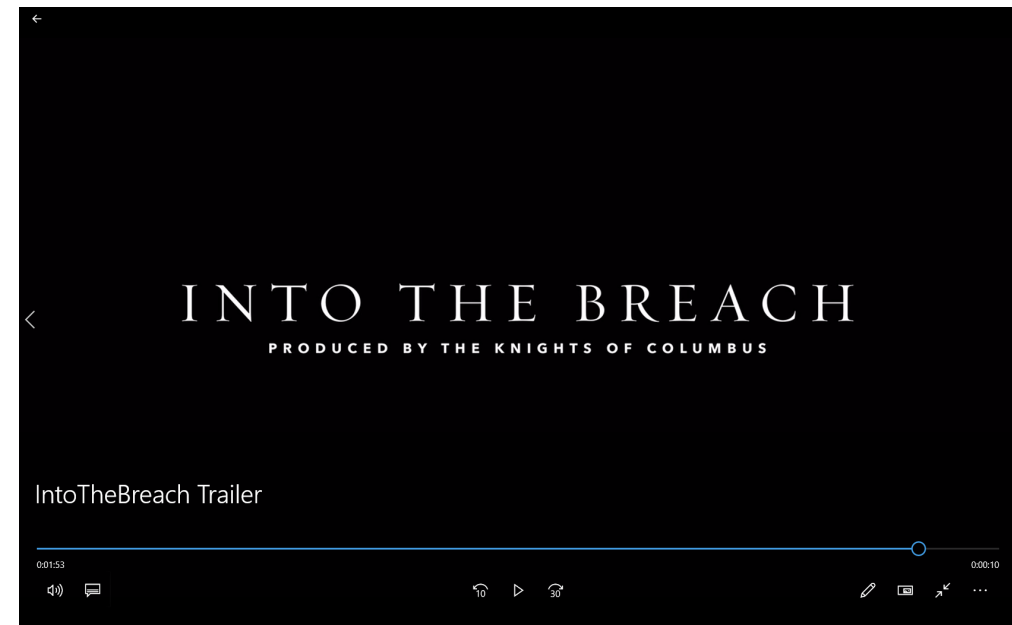 INTO THE BREACH
PRODUCED BY THE KNIGHTS OF COLUMBUS
IntoTheBreach Trailer
0:01:53
0:00:10
10
30